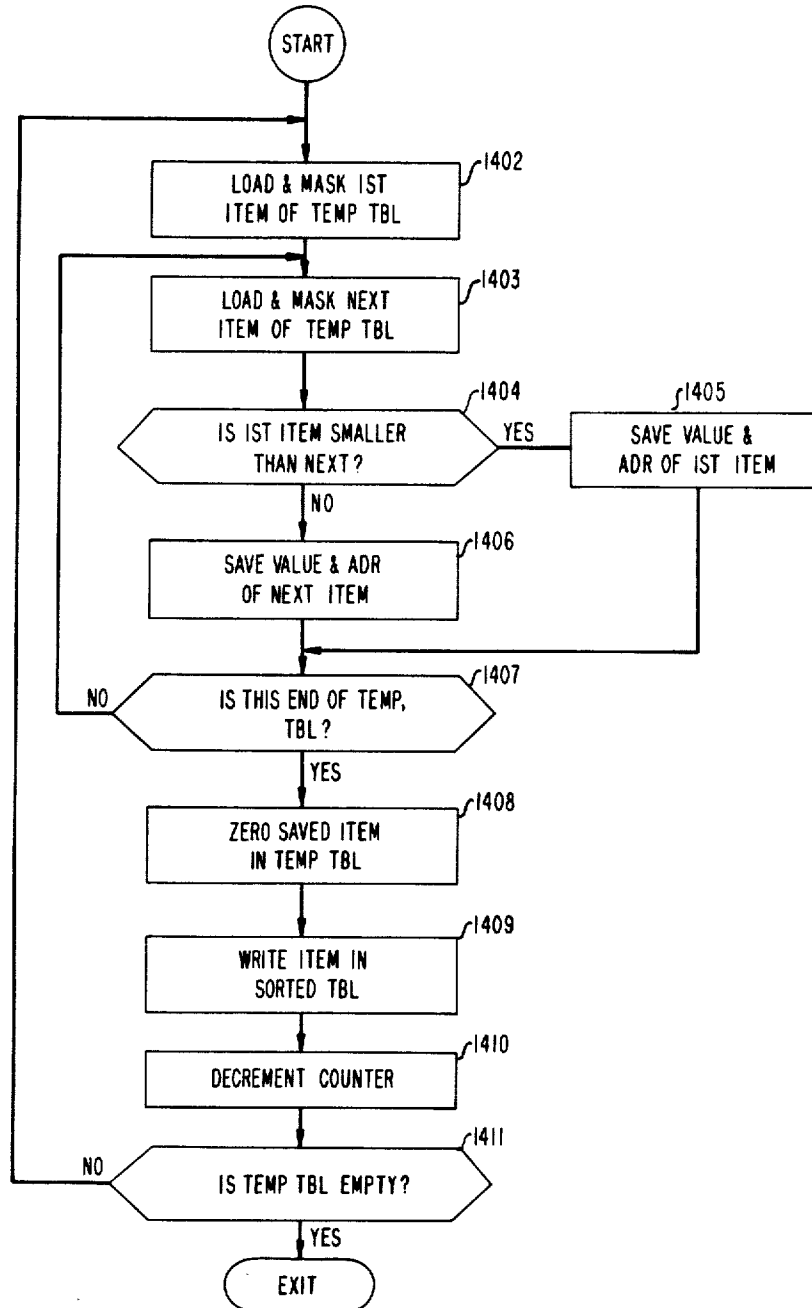 START
1402
LOAD & MASK 1ST
ITEM OF TEMP TBL
1403
LOAD & MASK NEXT
ITEM OF TEMP TBL
1404
IS 1ST ITEM SMALLER
THAN NEXT?
YES
1405
SAVE VALUE &
ADR OF 1ST ITEM
NO
1406
SAVE VALUE & ADR
OF NEXT ITEM
1407
NO
IS THIS END OF TEMP,
TBL?
YES
1408
ZERO SAVED ITEM
IN TEMP TBL
1409
WRITE ITEM IN
SORTED TBL
1410
DECREMENT COUNTER
1411
NO
IS TEMP TBL EMPTY?
YES
EXIT